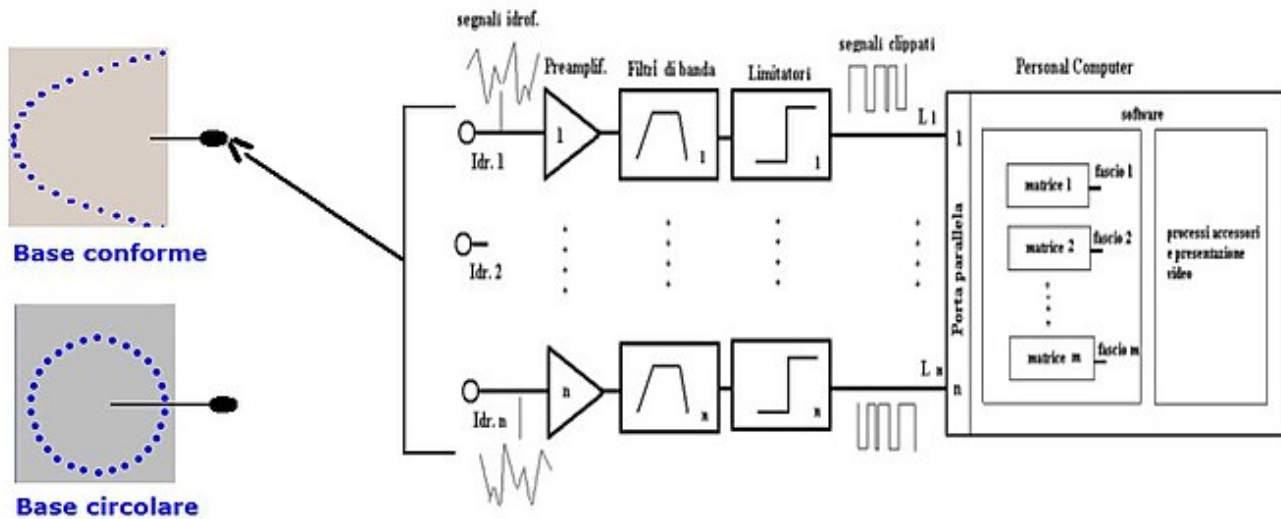 Base conforme
Base circolare
segnali idrof.
Preamplif.
Filtri di banda
Limitatori
segnali clippati
Personal Computer
Idr. 1
1
1
1
L 1
1
Idr. 2
Idr. n
n
n
n
L n
n
Porta parallela
software
matrice 1
fascio 1
matrice 2
fascio 2
matrice m
fascio m
processi accessori
e presentazione
video